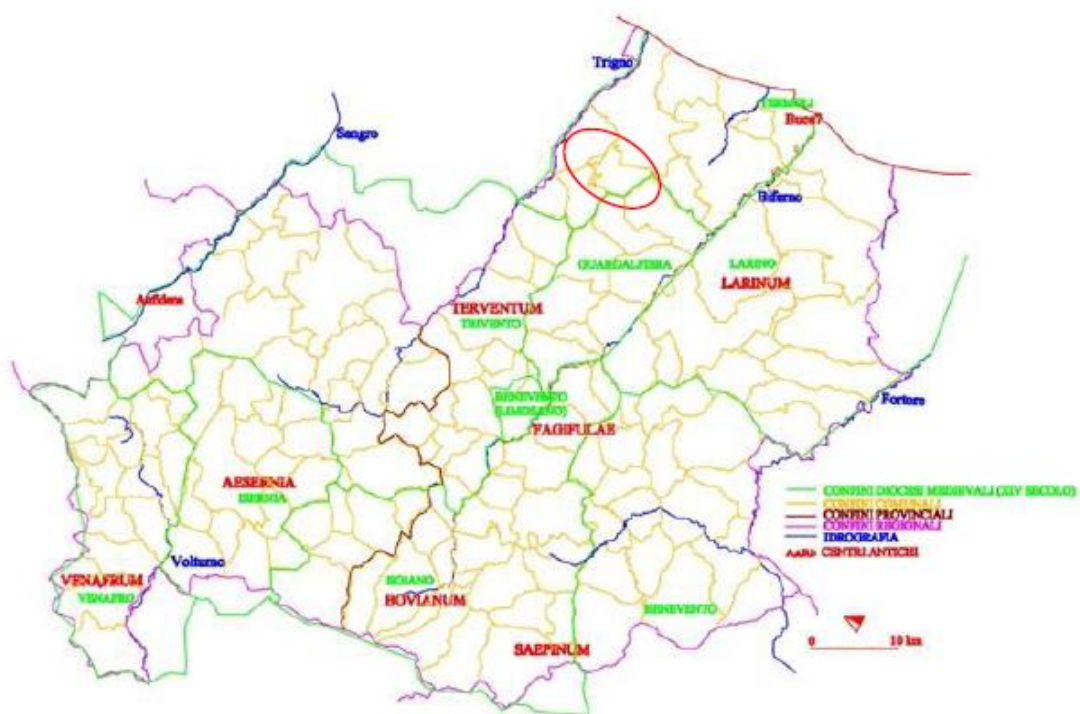 Trigno
TERMOLI
Buca?
Sangro
Biferno
GUARDIALFIERA
LARINO
LARINUM
Aufidena
TERVENTUM
TRIVENTO
BENEVENTO
(LIMOSANO)
FAGIFULAE
Fortore
AESERNIA
ISERNIA
CONFINI DIOCESI MEDIEVALI (XIV SECOLO)
CONFINI COMUNALI
CONFINI PROVINCIALI
CONFINI REGIONALI
IDROGRAFIA
CENTRI ANTICHI
Volturno
VENAFRUM
VENAFRO
BOIANO
BOVIANUM
BENEVENTO
SAEPINUM
0 10 km